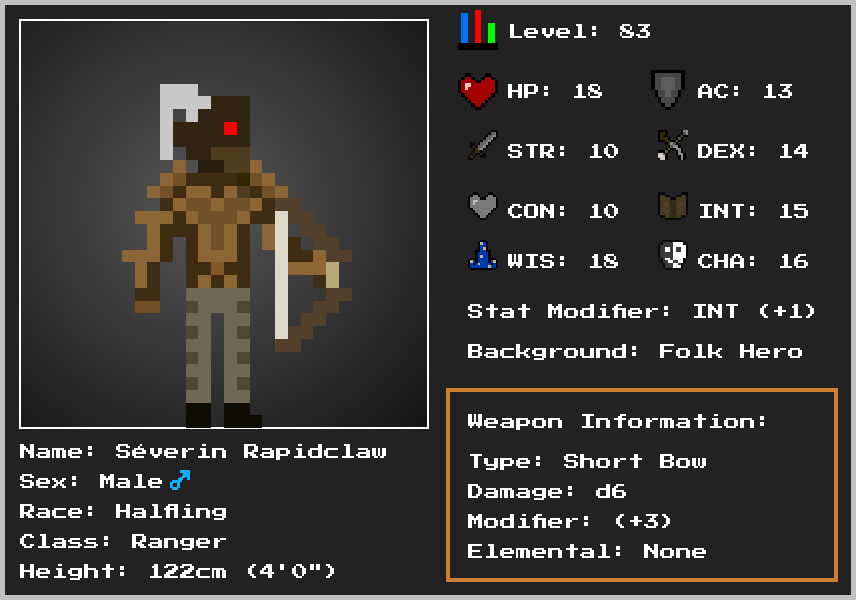 Level: 83
HP: 18
AC: 13
STR: 10
DEX: 14
CON: 10
INT: 15
WIS: 18
CHA: 16
Stat Modifier: INT (+1)
Background: Folk Hero
Weapon Information:
Type: Short Bow
Damage: d6
Modifier: (+3)
Elemental: None
Name: Séverin Rapidclaw
Sex: Male♂
Race: Halfling
Class: Ranger
Height: 122cm (4'0")